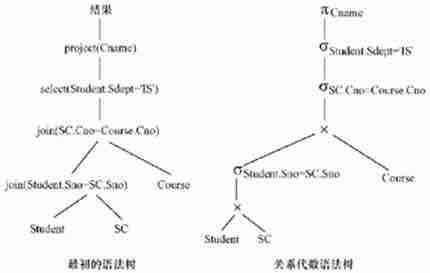 结果
project(Cname)
select(Student.Sdept='IS')
join(SC.Cno=Course.Cno)
join(Student.Sno=SC.Sno)
Course
Student
SC
最初的语法树
πCname
σStudent.Sdept='IS'
σSC.Cno=Course.Cno
×
σStudent.Sno=SC.Sno
Course
×
Student
SC
关系代数语法树